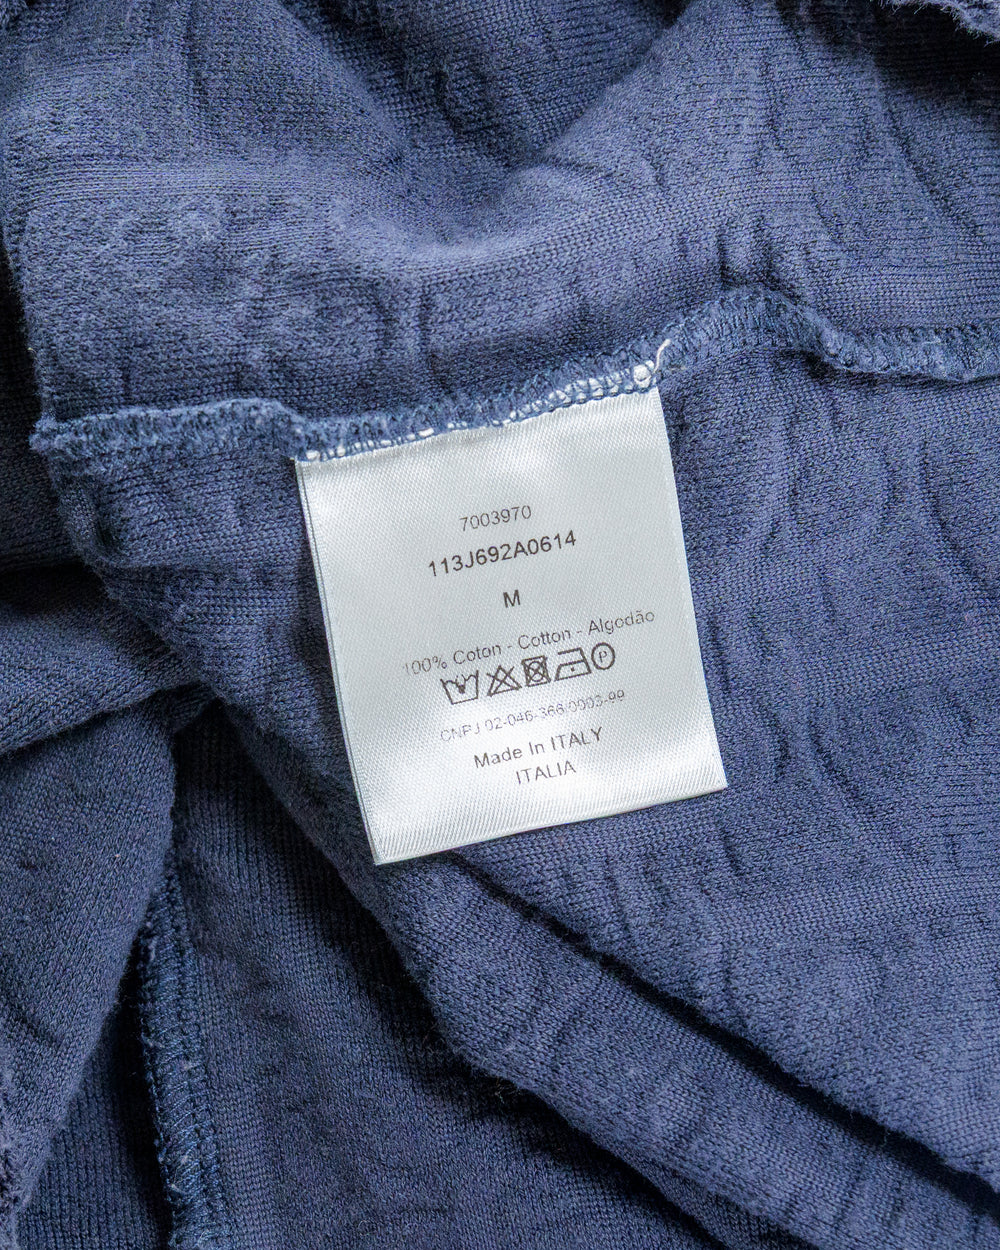 7003970
113J692A0614
M
100% Coton - Cotton - Algodão
P
CNPJ 02-046-366/0003-99
Made In ITALY
ITALIA